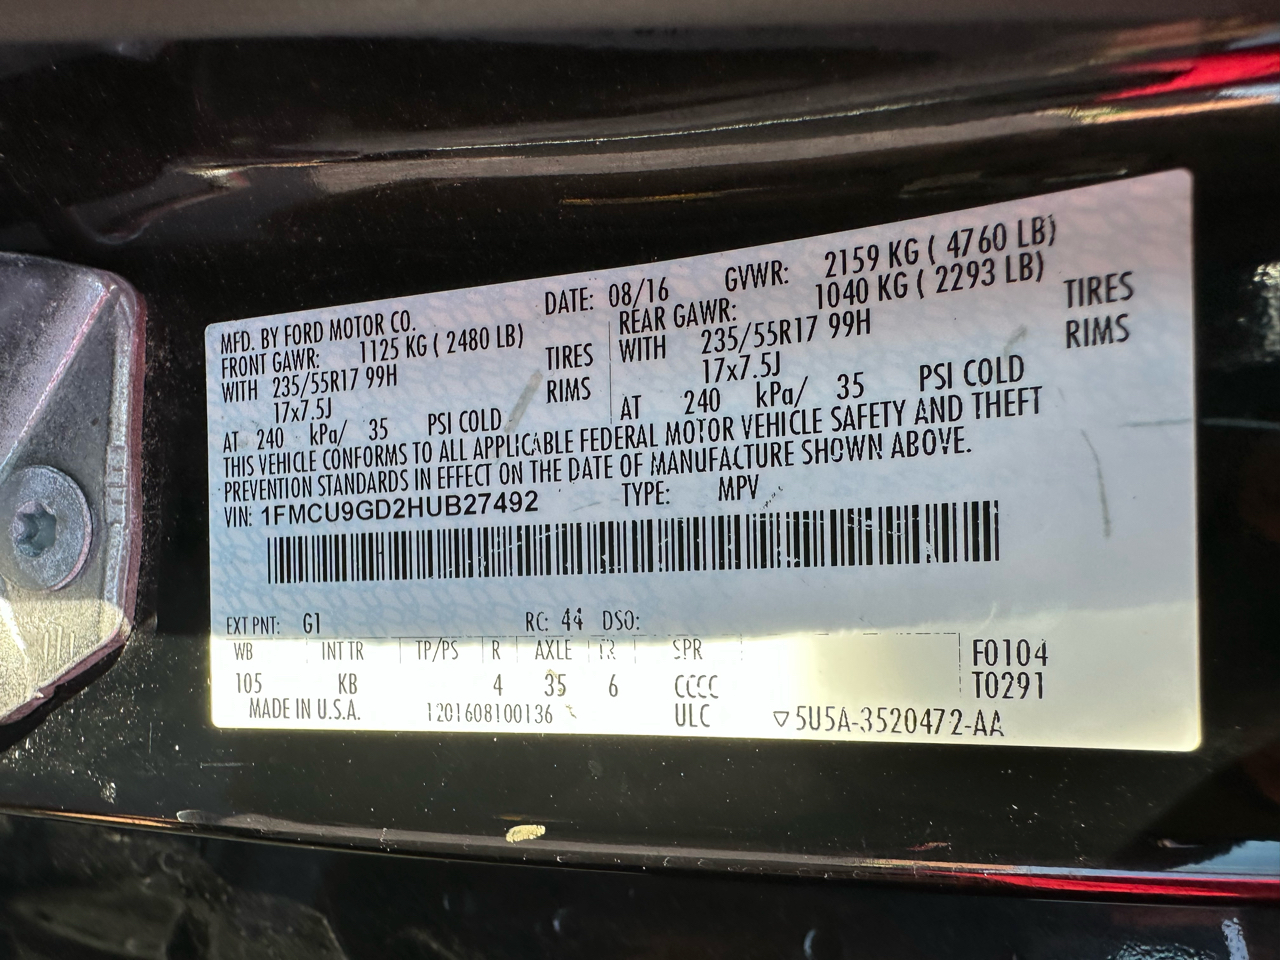 MFD. BY FORD MOTOR CO. DATE: 08/16 GVWR: 2159 KG ( 4760 LB)
FRONT GAWR: 1125 KG ( 2480 LB) REAR GAWR: 1040 KG ( 2293 LB)
WITH 235/55R17 99H TIRES WITH 235/55R17 99H TIRES
17x7.5J RIMS 17x7.5J RIMS
AT 240 kPa/ 35 PSI COLD AT 240 kPa/ 35 PSI COLD
THIS VEHICLE CONFORMS TO ALL APPLICABLE FEDERAL MOTOR VEHICLE SAFETY AND THEFT
PREVENTION STANDARDS IN EFFECT ON THE DATE OF MANUFACTURE SHOWN ABOVE.
VIN: 1FMCU9GD2HUB27492 TYPE: MPV
EXT PNT: G1 RC: 44 DSO:
WB INT TR TP/PS R AXLE TR SPR F0104
105 KB 4 35 6 CCCC T0291
MADE IN U.S.A. 1201608100136 ULC ▽5U5A-3520472-AA